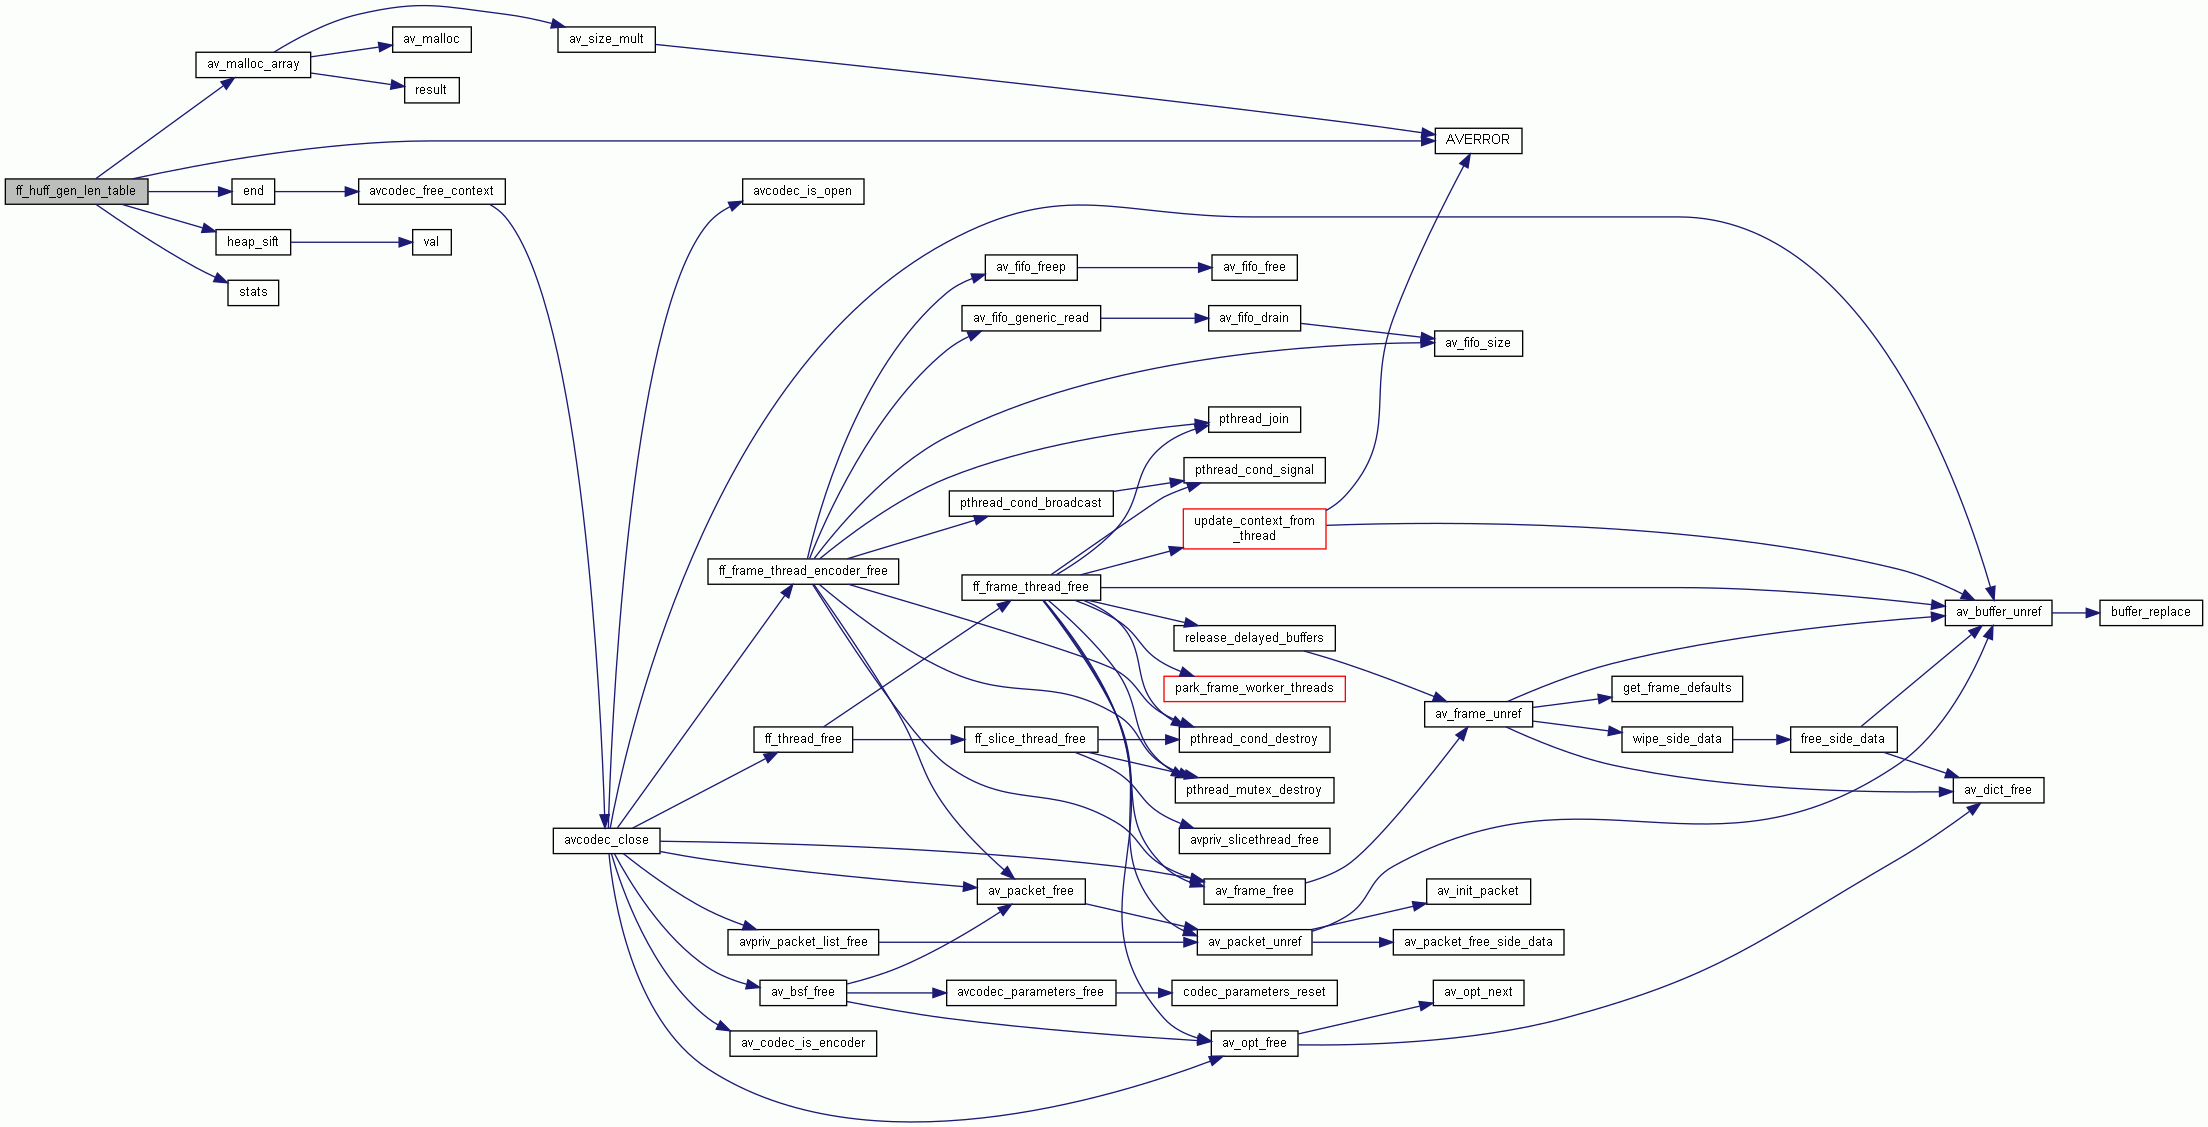 av_malloc
av_size_mult
av_malloc_array
result
AVERROR
ff_huff_gen_len_table
end
avcodec_free_context
avcodec_is_open
heap_sift
val
stats
av_fifo_freep
av_fifo_free
av_fifo_generic_read
av_fifo_drain
av_fifo_size
pthread_join
pthread_cond_signal
pthread_cond_broadcast
update_context_from
_thread
ff_frame_thread_encoder_free
ff_frame_thread_free
av_buffer_unref
buffer_replace
release_delayed_buffers
park_frame_worker_threads
get_frame_defaults
av_frame_unref
ff_thread_free
ff_slice_thread_free
pthread_cond_destroy
wipe_side_data
free_side_data
pthread_mutex_destroy
av_dict_free
avcodec_close
avpriv_slicethread_free
av_packet_free
av_frame_free
av_init_packet
avpriv_packet_list_free
av_packet_unref
av_packet_free_side_data
av_bsf_free
avcodec_parameters_free
codec_parameters_reset
av_opt_next
av_codec_is_encoder
av_opt_free